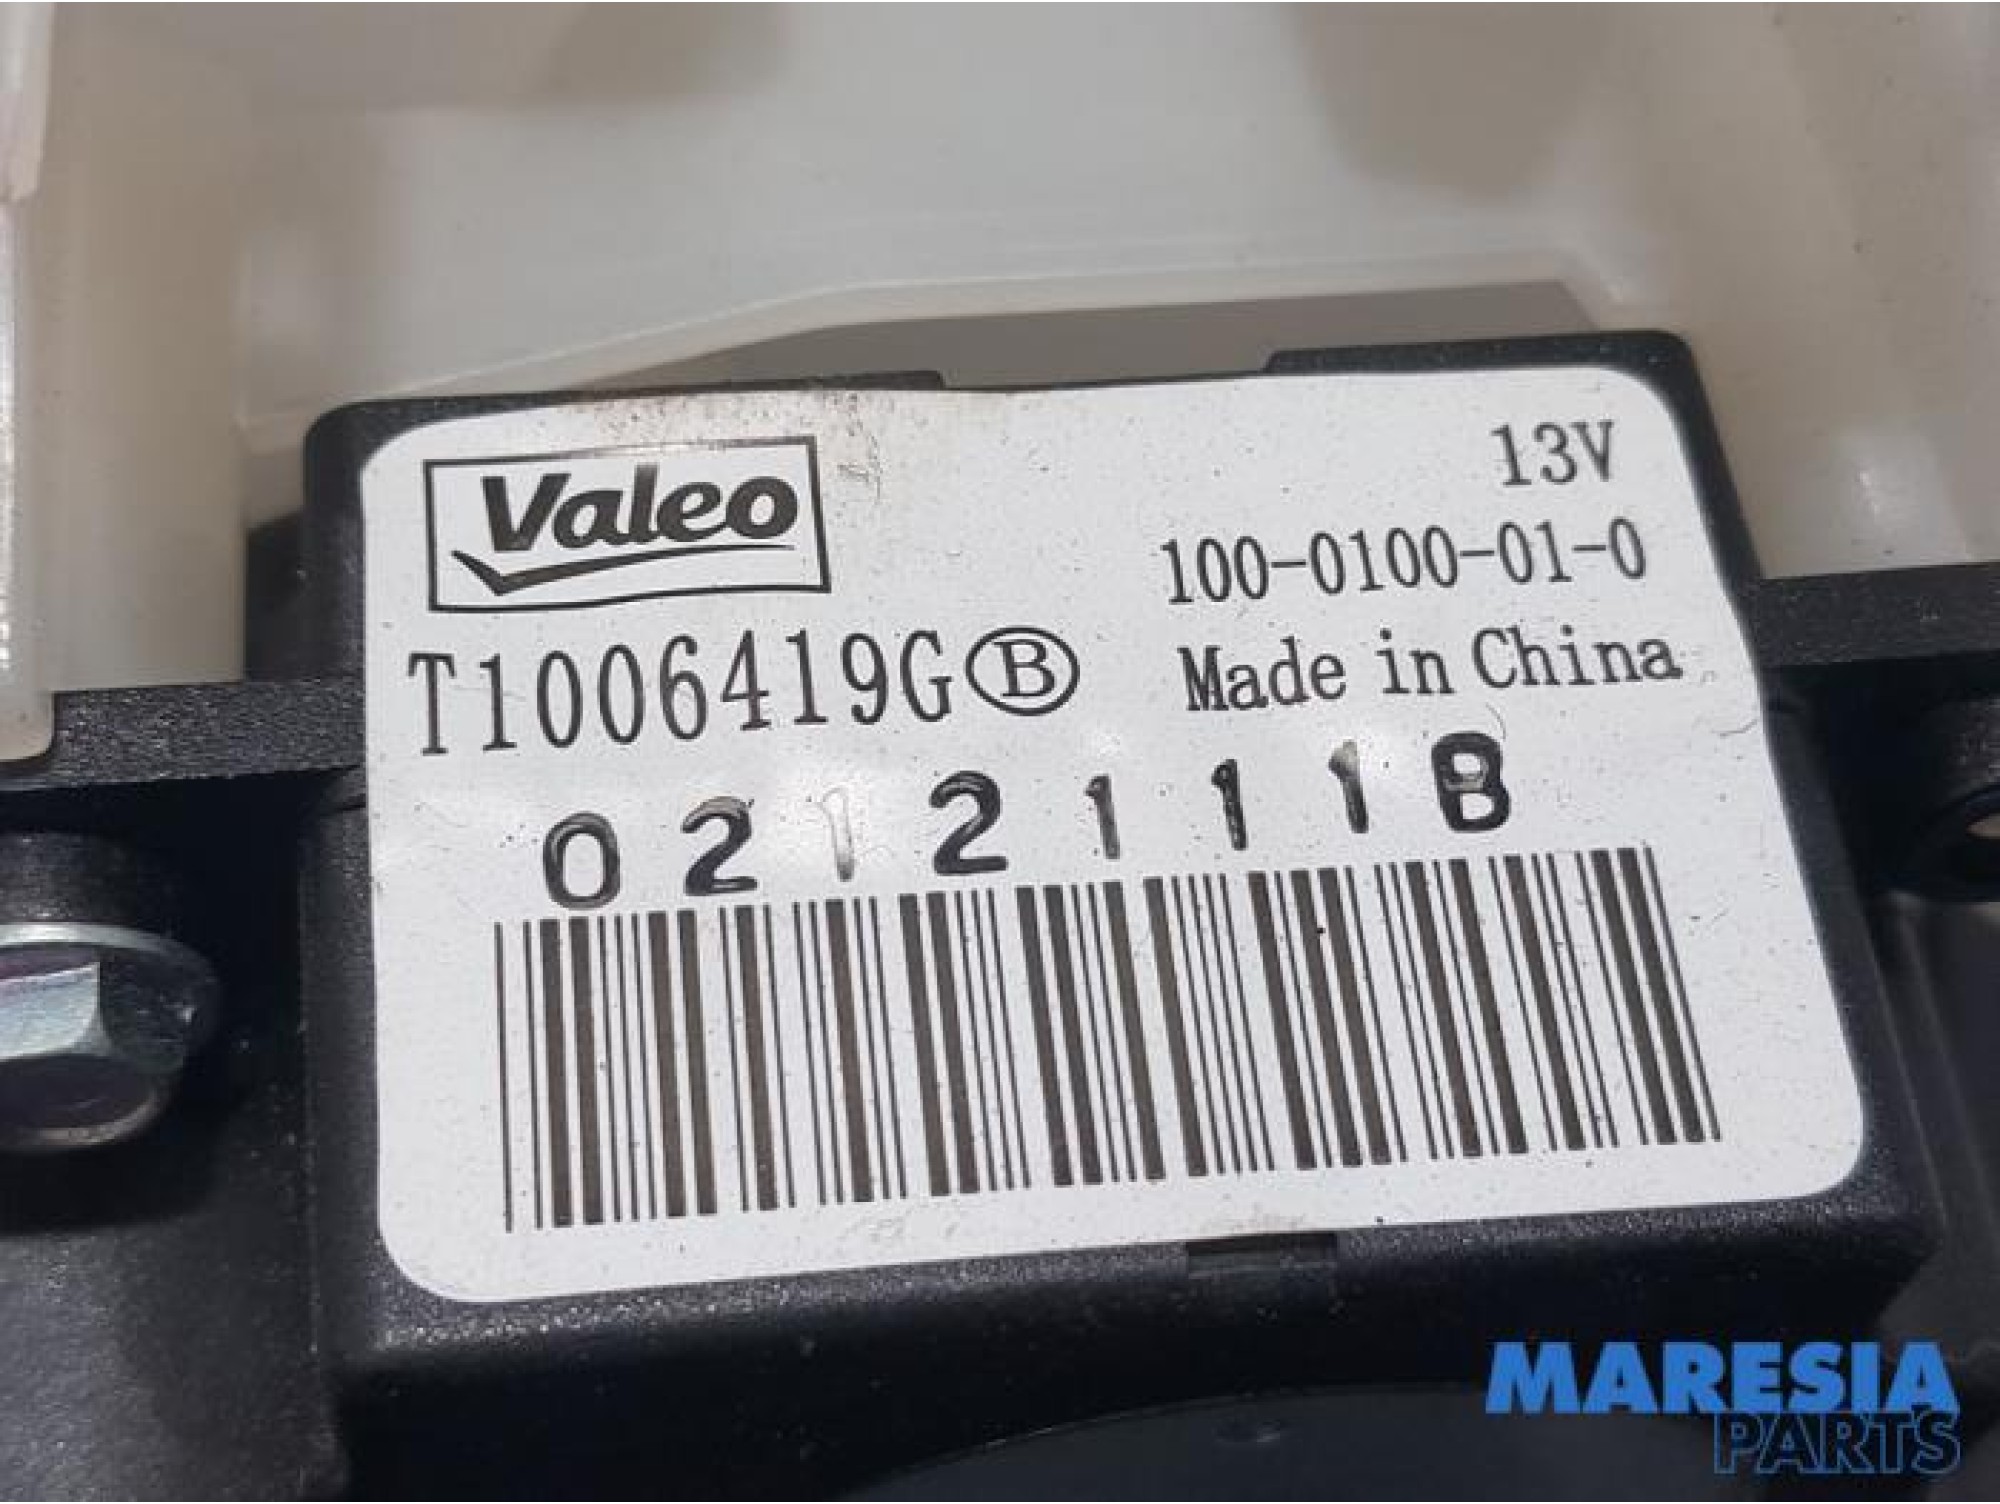 Valeo
13V
100-0100-01-0
T1006419G Ⓑ
Made in China
0212111B
MARESIA
PARTS